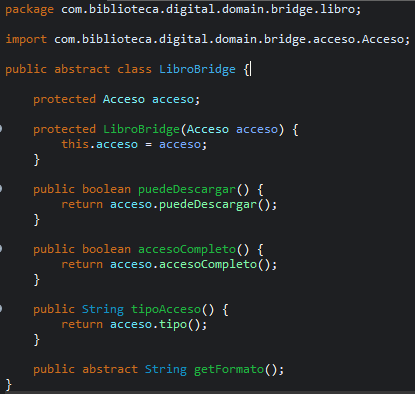 package com.biblioteca.digital.domain.bridge.libro;
import com.biblioteca.digital.domain.bridge.acceso.Acceso;
public abstract class LibroBridge {
protected Acceso acceso;
protected LibroBridge(Acceso acceso) {
this.acceso = acceso;
}
public boolean puedeDescargar() {
return acceso.puedeDescargar();
}
public boolean accesoCompleto() {
return acceso.accesoCompleto();
}
public String tipoAcceso() {
return acceso.tipo();
}
public abstract String getFormato();
}